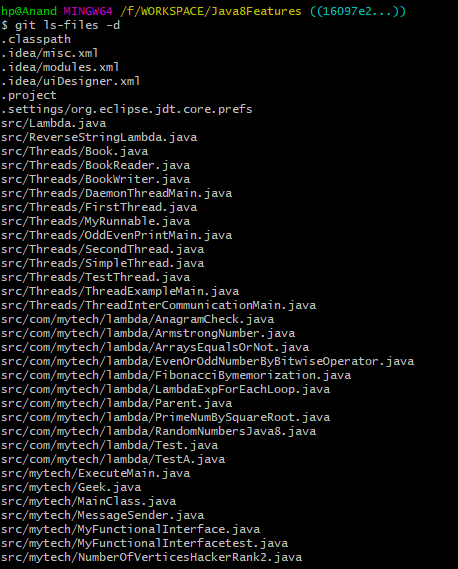 hp@Anand MINGW64 /f/WORKSPACE/Java8Features ((16097e2...))
$ git ls-files -d
.classpath
.idea/misc.xml
.idea/modules.xml
.idea/uiDesigner.xml
.project
.settings/org.eclipse.jdt.core.prefs
src/Lambda.java
src/ReverseStringLambda.java
src/Threads/Book.java
src/Threads/BookReader.java
src/Threads/BookWriter.java
src/Threads/DaemonThreadMain.java
src/Threads/FirstThread.java
src/Threads/MyRunnable.java
src/Threads/OddEvenPrintMain.java
src/Threads/SecondThread.java
src/Threads/SimpleThread.java
src/Threads/TestThread.java
src/Threads/ThreadExampleMain.java
src/Threads/ThreadInterCommunicationMain.java
src/com/mytech/lambda/AnagramCheck.java
src/com/mytech/lambda/ArmstrongNumber.java
src/com/mytech/lambda/ArraysEqualsOrNot.java
src/com/mytech/lambda/EvenOrOddNumberByBitwiseOperator.java
src/com/mytech/lambda/FibonacciBymemorization.java
src/com/mytech/lambda/LambdaExpForEachLoop.java
src/com/mytech/lambda/Parent.java
src/com/mytech/lambda/PrimeNumBySquareRoot.java
src/com/mytech/lambda/RandomNumbersJava8.java
src/com/mytech/lambda/Test.java
src/com/mytech/lambda/TestA.java
src/mytech/ExecuteMain.java
src/mytech/Geek.java
src/mytech/MainClass.java
src/mytech/MessageSender.java
src/mytech/MyFunctionalInterface.java
src/mytech/MyFunctionalInterfacetest.java
src/mytech/NumberOfVerticesHackerRank2.java